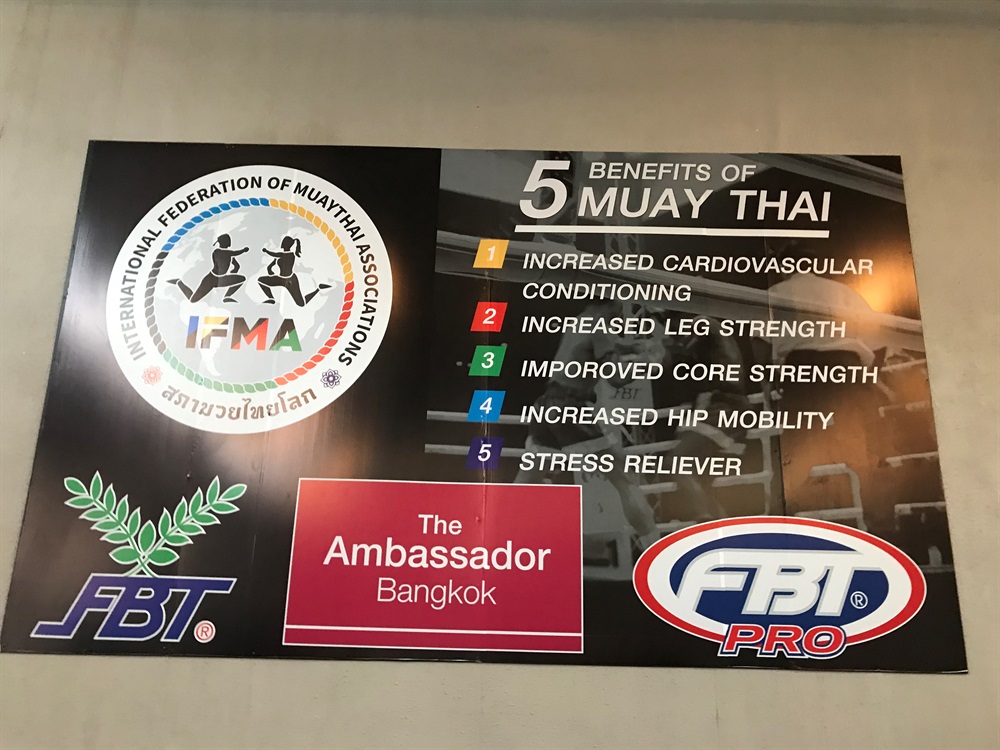 INTERNATIONAL FEDERATION OF MUAYTHAI ASSOCIATIONS
IFMA
สภามวยไทยโลก
5 BENEFITS OF
MUAY THAI
1 INCREASED CARDIOVASCULAR
CONDITIONING
2 INCREASED LEG STRENGTH
3 IMPOROVED CORE STRENGTH
4 INCREASED HIP MOBILITY
5 STRESS RELIEVER
FBT
FBT ®
The
Ambassador
Bangkok
FBT ®
PRO